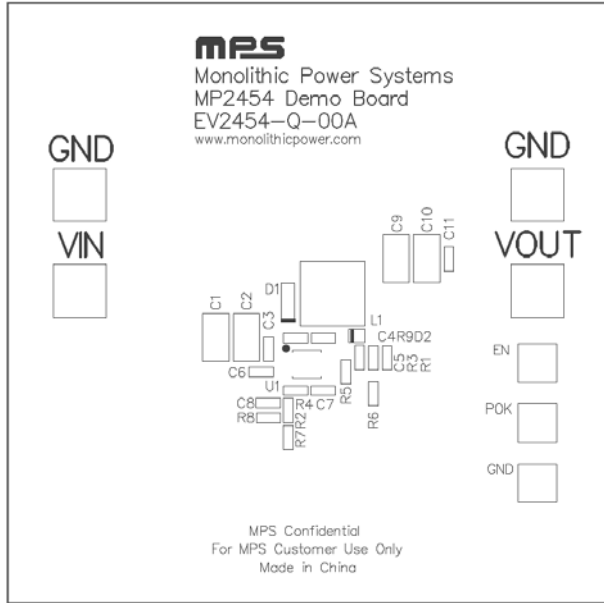 mps
Monolithic Power Systems
MP2454 Demo Board
EV2454-Q-00A
www.monolithicpower.com
GND
GND
VIN
VOUT
C9
C10
C11
D1
L1
C1
C2
C3
C4R9D2
C6
U1
C5
R3
R1
R5
R6
EN
C8
R4
C7
R8
R2
R7
POK
GND
MPS Confidential
For MPS Customer Use Only
Made in China